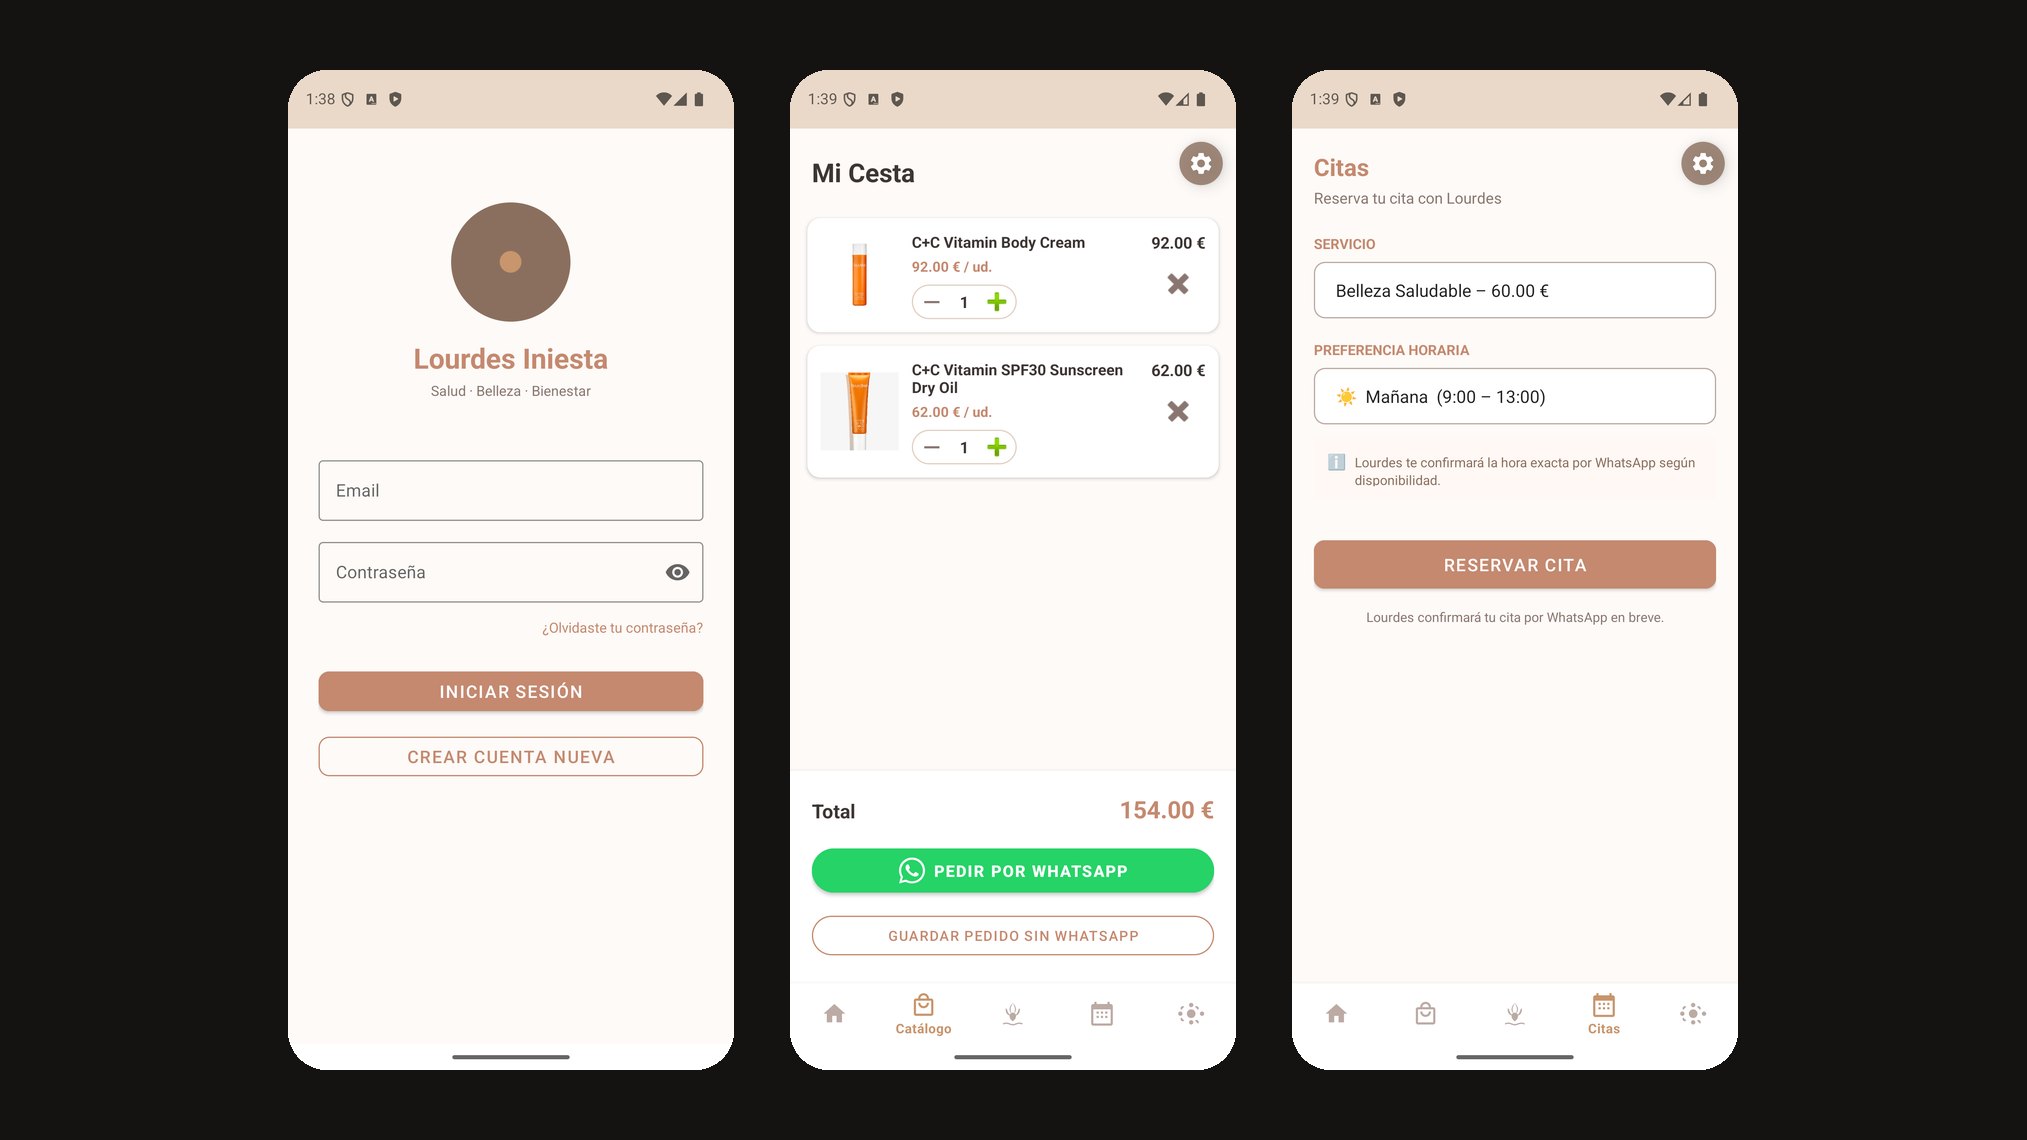 1:38
Lourdes Iniesta
Salud · Belleza · Bienestar
Email
Contraseña
¿Olvidaste tu contraseña?
INICIAR SESIÓN
CREAR CUENTA NUEVA
1:39
Mi Cesta
C+C Vitamin Body Cream 92.00 €
92.00 € / ud.
1
C+C Vitamin SPF30 Sunscreen 62.00 €
Dry Oil
62.00 € / ud.
1
Total 154.00 €
PEDIR POR WHATSAPP
GUARDAR PEDIDO SIN WHATSAPP
Catálogo
1:39
Citas
Reserva tu cita con Lourdes
SERVICIO
Belleza Saludable – 60.00 €
PREFERENCIA HORARIA
Mañana (9:00 – 13:00)
Lourdes te confirmará la hora exacta por WhatsApp según
disponibilidad.
RESERVAR CITA
Lourdes confirmará tu cita por WhatsApp en breve.
Citas